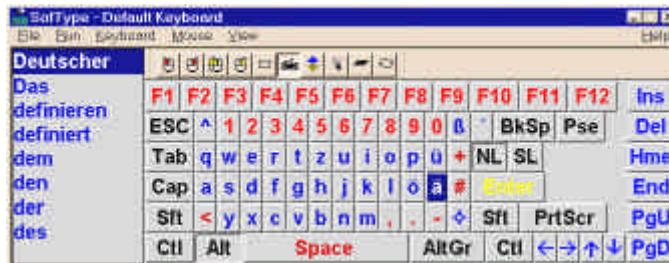 SofType - Default Keyboard
File Run Keyboard Mouse View Help
Deutscher
Das
definieren
definiert
dem
den
der
des
F1 F2 F3 F4 F5 F6 F7 F8 F9 F10 F11 F12 Ins
ESC ^ 1 2 3 4 5 6 7 8 9 0 ß ´ BkSp Pse Del
Tab q w e r t z u i o p ü + NL SL Hme
Cap a s d f g h j k l ö ä # Enter End
Sft < y x c v b n m , . - Sft PrtScr PgU
Ctl Alt Space AltGr Ctl ← → ↑ ↓ PgD